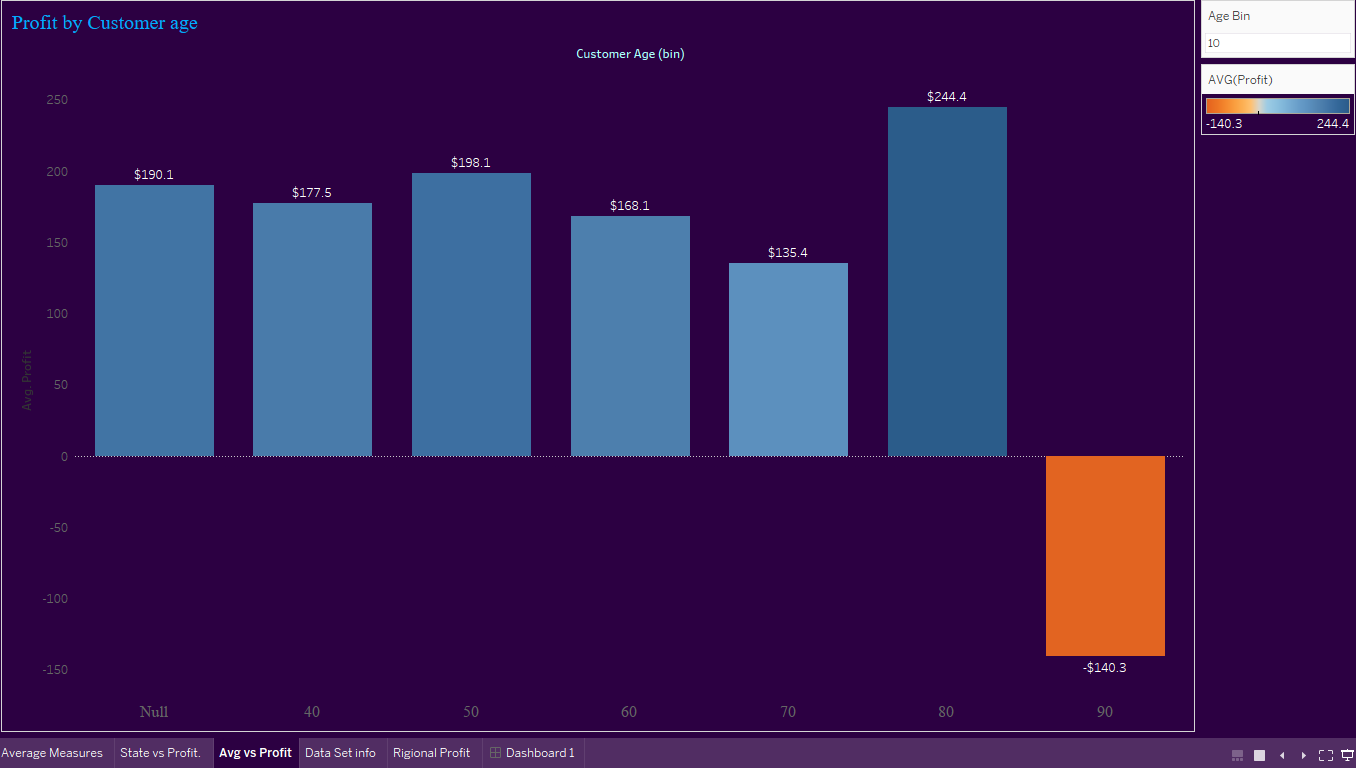 Profit by Customer age
Customer Age (bin)
250
200
150
100
50
0
-50
-100
-150
Avg. Profit
$190.1
$177.5
$198.1
$168.1
$135.4
$244.4
-$140.3
Null 40 50 60 70 80 90
Age Bin
10
AVG(Profit)
-140.3 244.4
Average Measures State vs Profit. Avg vs Profit Data Set info Rigional Profit Dashboard 1